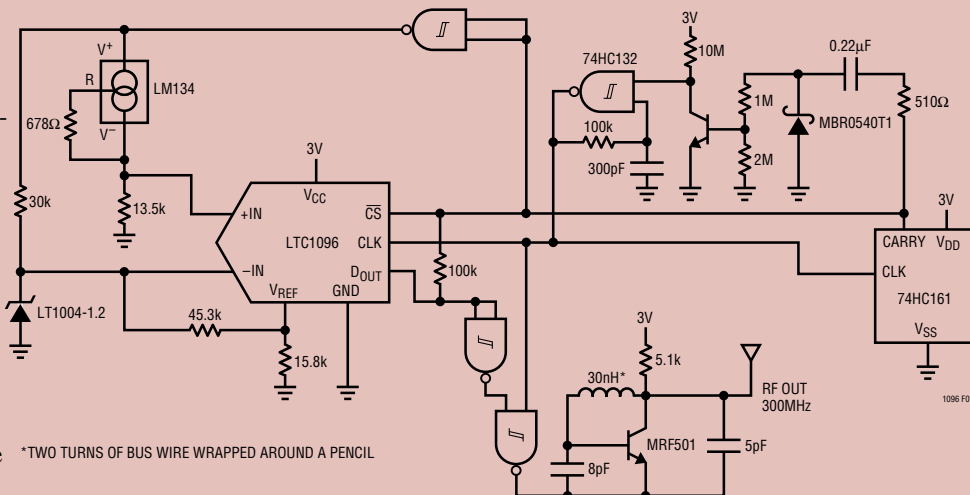 V+
R
LM134
V–
678Ω
30k
13.5k
3V
VCC
+IN
LTC1096
–IN
VREF
GND
CS
CLK
DOUT
LT1004-1.2
45.3k
15.8k
100k
74HC132
3V
10M
100k
300pF
1M
2M
0.22µF
MBR0540T1
510Ω
3V
CARRY VDD
CLK
74HC161
VSS
1096 F0
3V
5.1k
30nH*
RF OUT
300MHz
MRF501
5pF
8pF
*TWO TURNS OF BUS WIRE WRAPPED AROUND A PENCIL